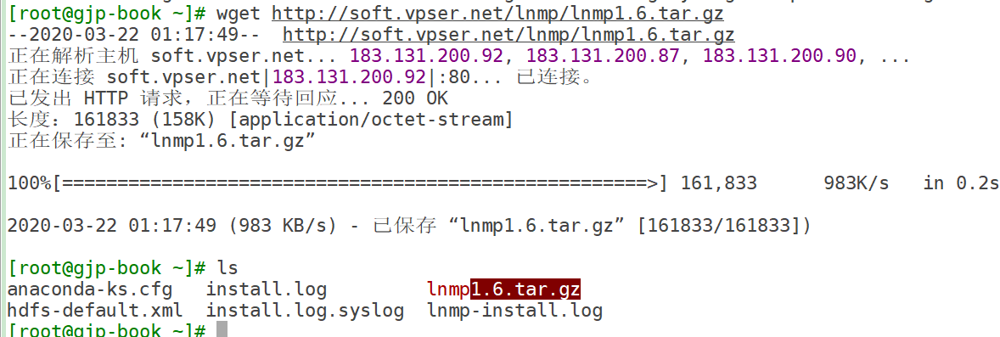 [root@gjp-book ~]# wget http://soft.vpser.net/lnmp/lnmp1.6.tar.gz
--2020-03-22 01:17:49--  http://soft.vpser.net/lnmp/lnmp1.6.tar.gz
正在解析主机 soft.vpser.net... 183.131.200.92, 183.131.200.87, 183.131.200.90, ...
正在连接 soft.vpser.net|183.131.200.92|:80... 已连接。
已发出 HTTP 请求，正在等待回应... 200 OK
长度：161833 (158K) [application/octet-stream]
正在保存至: “lnmp1.6.tar.gz”
100%[=====================================================>] 161,833      983K/s   in 0.2s
2020-03-22 01:17:49 (983 KB/s) - 已保存 “lnmp1.6.tar.gz” [161833/161833])
[root@gjp-book ~]# ls
anaconda-ks.cfg   install.log         lnmp1.6.tar.gz
hdfs-default.xml  install.log.syslog  lnmp-install.log
[root@gjp-book ~]#